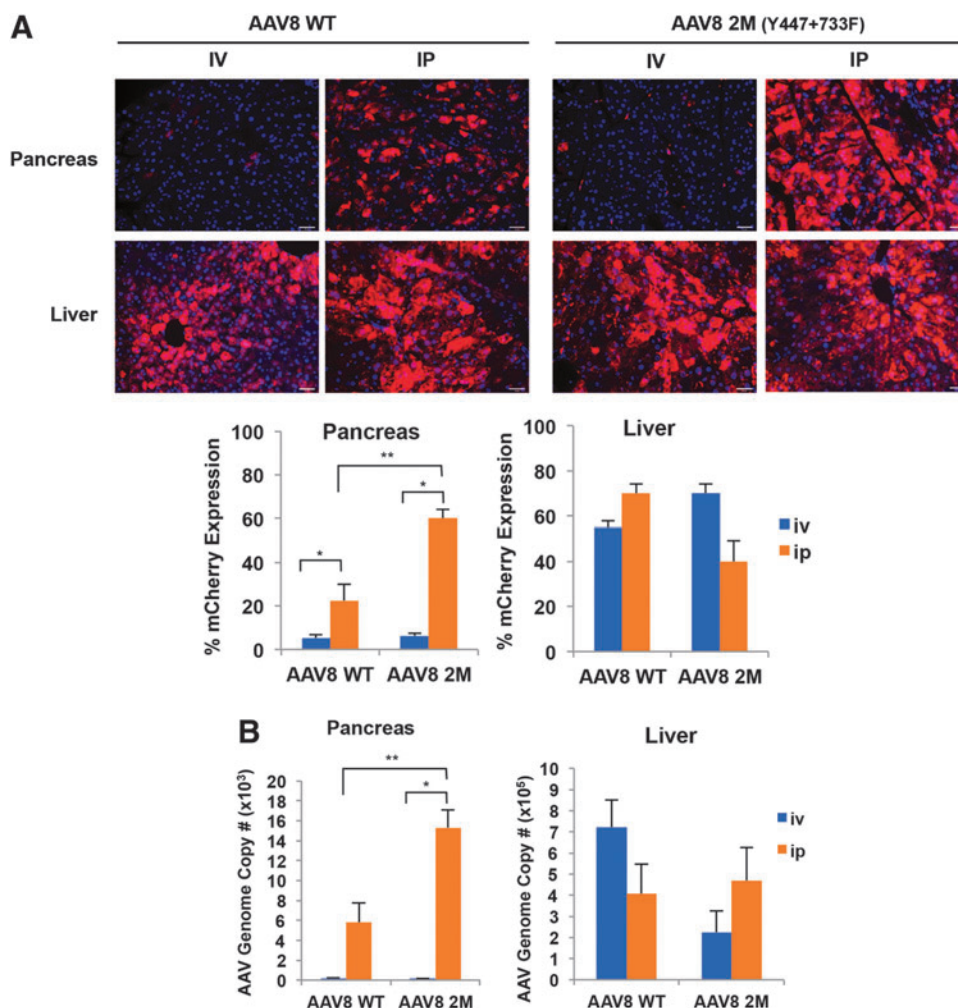 A
AAV8 WT
AAV8 2M (Y447+733F)
IV
IP
IV
IP
Pancreas
Liver
Pancreas
% mCherry Expression
100
80
60
40
20
0
**
*
*
AAV8 WT
AAV8 2M
Liver
% mCherry Expression
100
80
60
40
20
0
AAV8 WT
AAV8 2M
iv
ip
B
Pancreas
AAV Genome Copy # (x10³)
20
18
16
14
12
10
8
6
4
2
0
**
*
AAV8 WT
AAV8 2M
Liver
AAV Genome Copy # (x10⁵)
10
9
8
7
6
5
4
3
2
1
0
AAV8 WT
AAV8 2M
iv
ip